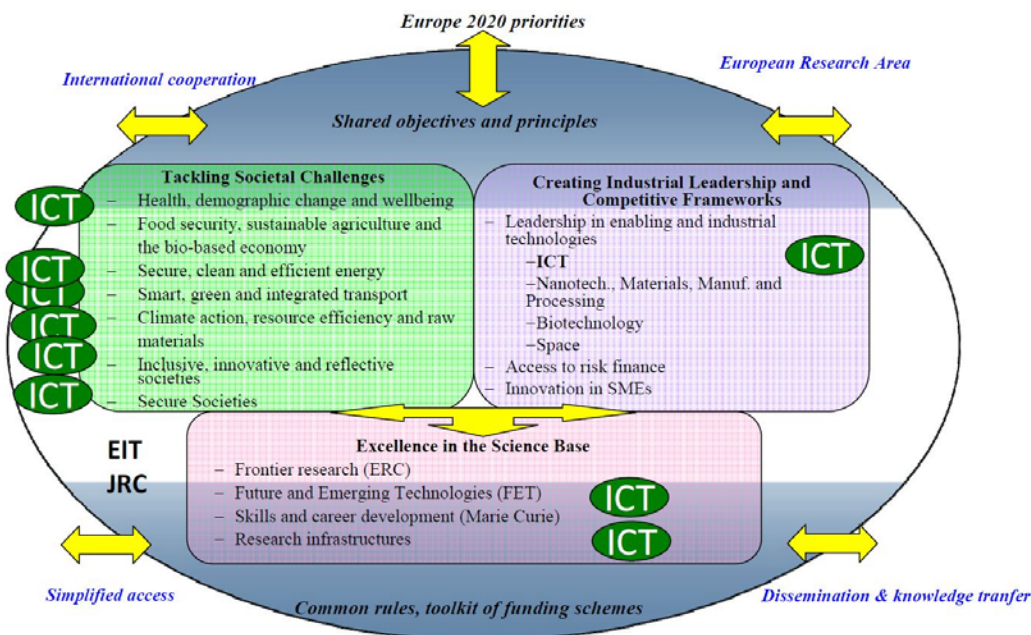 Europe 2020 priorities
International cooperation
European Research Area
Shared objectives and principles
Tackling Societal Challenges
ICT
– Health, demographic change and wellbeing
– Food security, sustainable agriculture and
the bio-based economy
ICT
– Secure, clean and efficient energy
ICT
– Smart, green and integrated transport
ICT
– Climate action, resource efficiency and raw
materials
ICT
– Inclusive, innovative and reflective
societies
ICT
– Secure Societies
Creating Industrial Leadership and
Competitive Frameworks
– Leadership in enabling and industrial
technologies
ICT
–ICT
–Nanotech., Materials, Manuf. and
Processing
–Biotechnology
–Space
– Access to risk finance
– Innovation in SMEs
EIT
JRC
Excellence in the Science Base
– Frontier research (ERC)
– Future and Emerging Technologies (FET)
ICT
– Skills and career development (Marie Curie)
– Research infrastructures
ICT
Simplified access
Common rules, toolkit of funding schemes
Dissemination & knowledge tranfer